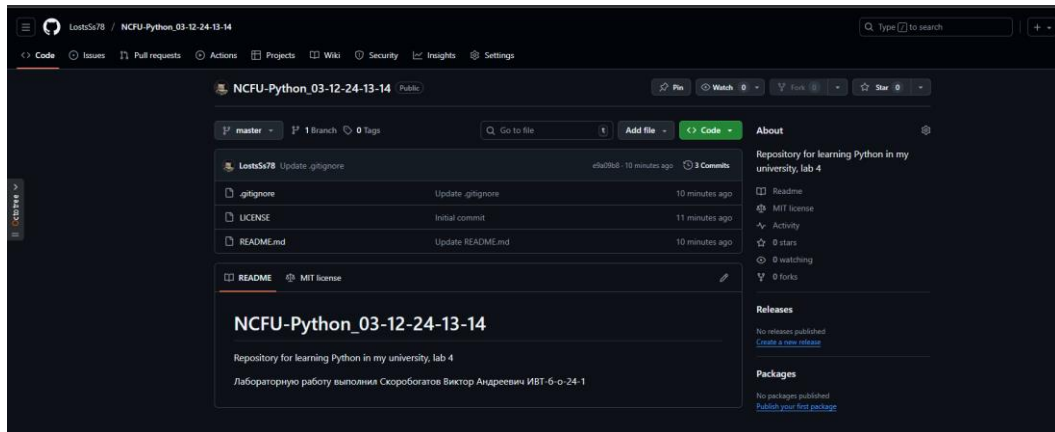 LostsSs78 / NCFU-Python_03-12-24-13-14
Type / to search
Code Issues Pull requests Actions Projects Wiki Security Insights Settings
NCFU-Python_03-12-24-13-14 Public
Pin Watch 0 Fork 0 Star 0
master 1 Branch 0 Tags
Go to file t Add file Code
LostsSs78 Update .gitignore
e9a09b8 · 10 minutes ago 3 Commits
.gitignore Update .gitignore 10 minutes ago
LICENSE Initial commit 11 minutes ago
README.md Update README.md 10 minutes ago
README MIT license
NCFU-Python_03-12-24-13-14
Repository for learning Python in my university, lab 4
Лабораторную работу выполнил Скоробогатов Виктор Андреевич ИВТ-б-о-24-1
About
Repository for learning Python in my
university, lab 4
Readme
MIT license
Activity
0 stars
0 watching
0 forks
Releases
No releases published
Create a new release
Packages
No packages published
Publish your first package
Octotree